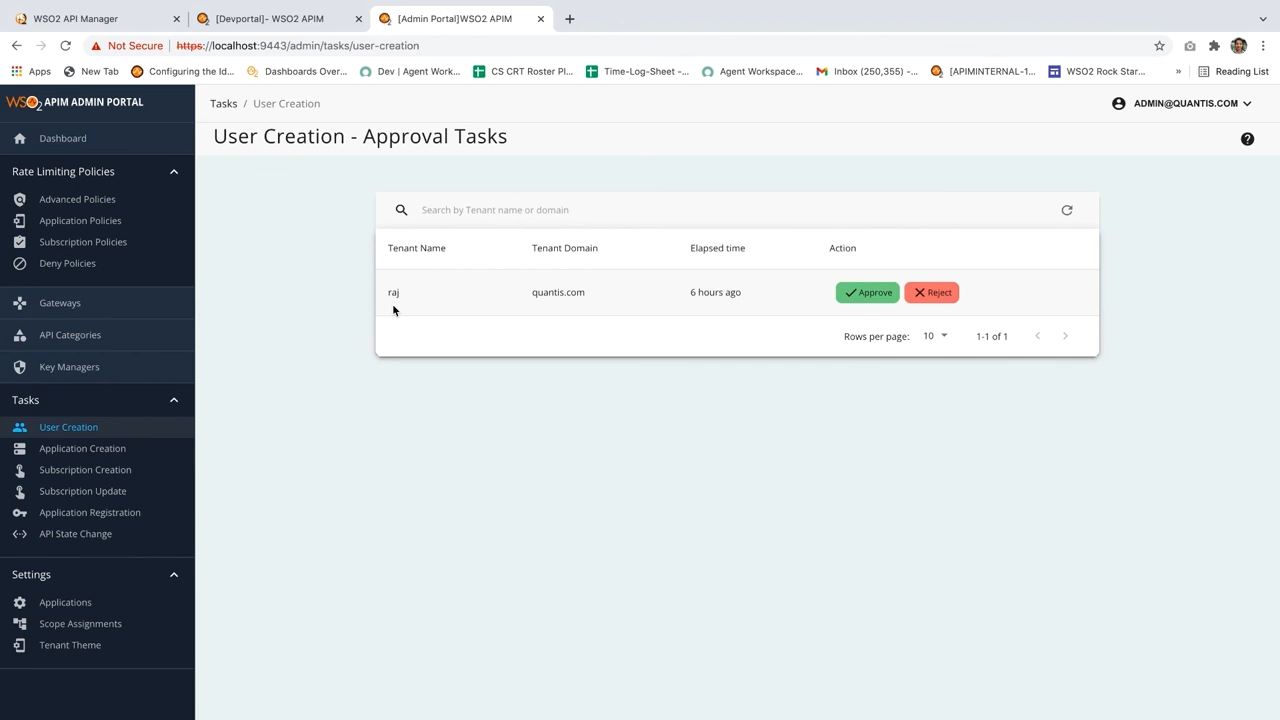 WSO2 API Manager
[Devportal]- WSO2 APIM
[Admin Portal]WSO2 APIM
Not Secure
https://localhost:9443/admin/tasks/user-creation
Apps
New Tab
Configuring the Id...
Dashboards Over...
Dev | Agent Work...
CS CRT Roster Pl...
Time-Log-Sheet -...
Agent Workspace...
Inbox (250,355) -...
[APIMINTERNAL-1...
WSO2 Rock Star...
»
Reading List
WSO2 APIM ADMIN PORTAL
Tasks / User Creation
ADMIN@QUANTIS.COM
User Creation - Approval Tasks
Dashboard
Rate Limiting Policies
Advanced Policies
Application Policies
Subscription Policies
Deny Policies
Gateways
API Categories
Key Managers
Tasks
User Creation
Application Creation
Subscription Creation
Subscription Update
Application Registration
API State Change
Settings
Applications
Scope Assignments
Tenant Theme
Search by Tenant name or domain
Tenant Name Tenant Domain Elapsed time Action
raj quantis.com 6 hours ago Approve Reject
Rows per page: 10 1-1 of 1